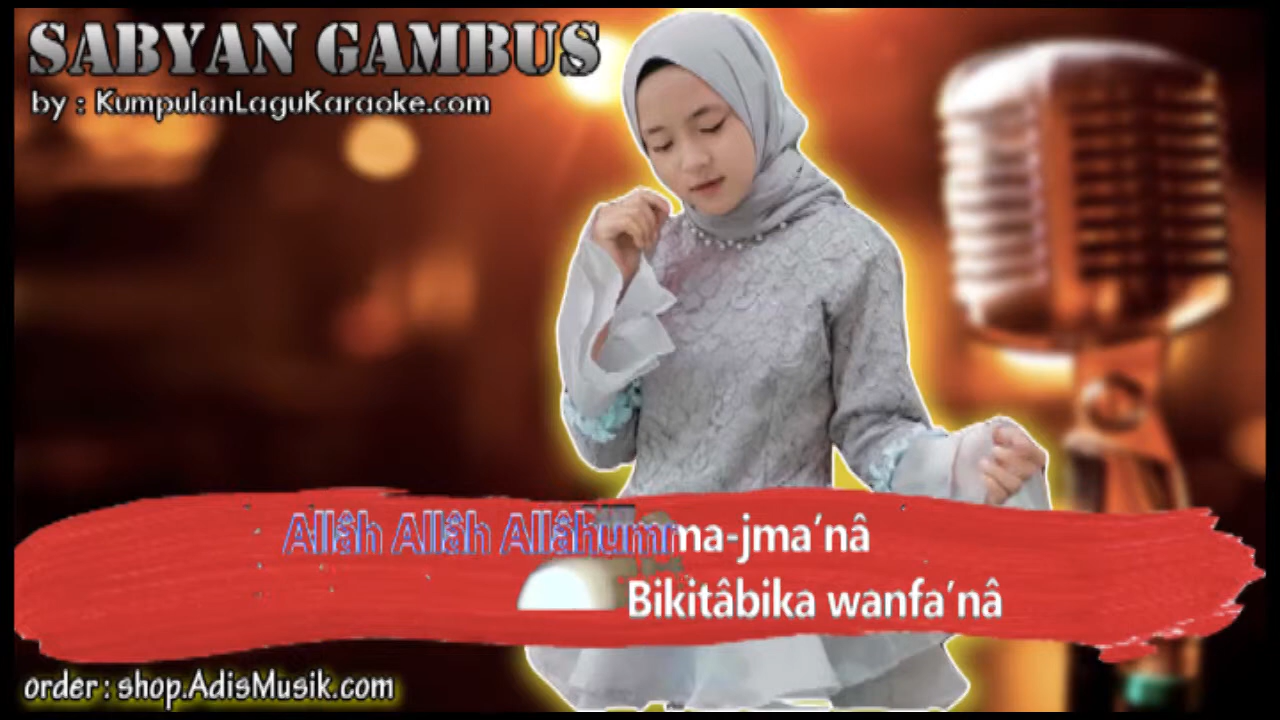 SABYAN GAMBUS
by : KumpulanLaguKaraoke.com
Allâh Allâh Allâhumma-jma’nâ
Bikitâbika wanfa’nâ
order : shop.AdisMusik.com